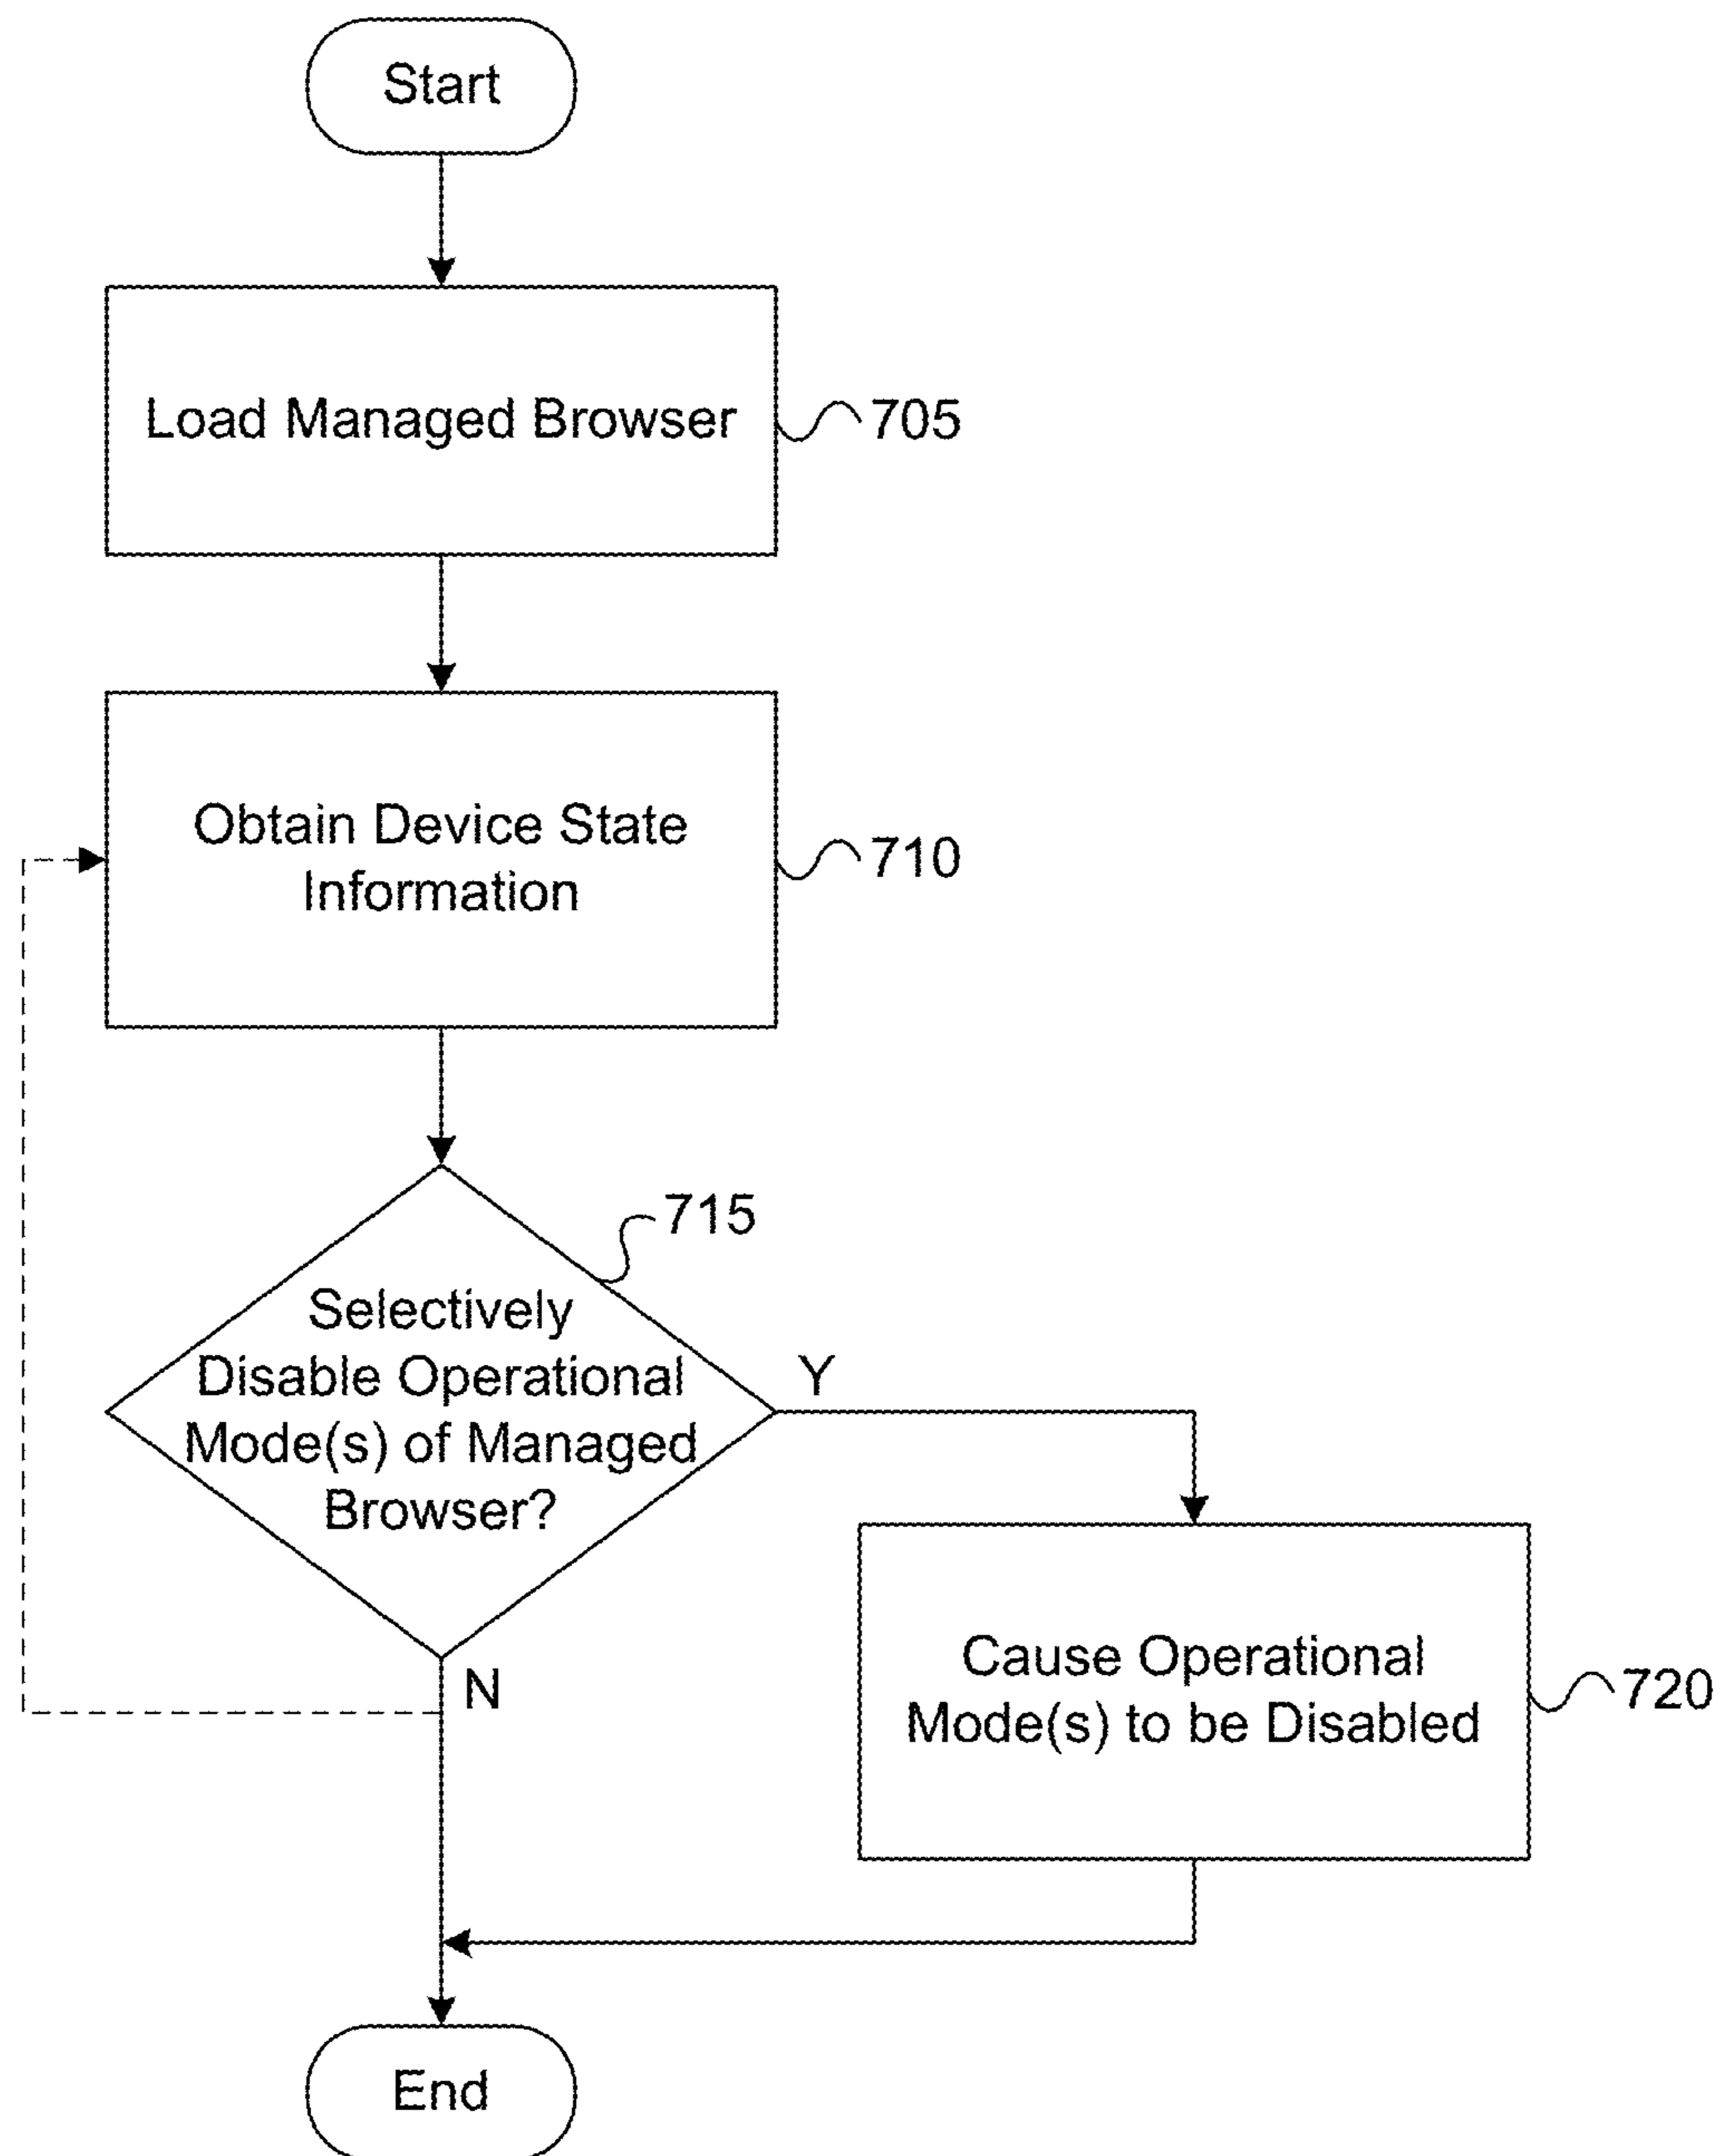 Start
Load Managed Browser
705
Obtain Device State
Information
710
715
Selectively
Disable Operational
Mode(s) of Managed
Browser?
Y
N
Cause Operational
Mode(s) to be Disabled
720
End